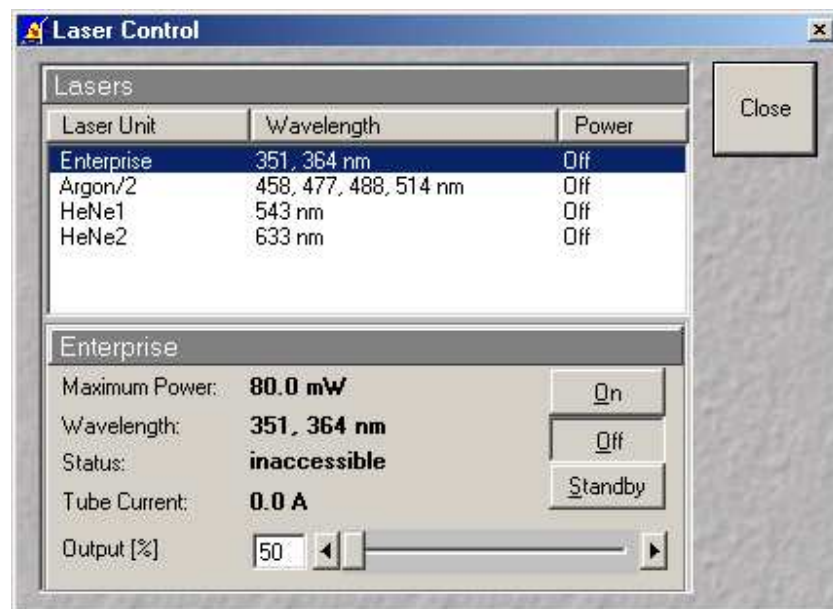 Laser Control
Close
Lasers
Laser Unit Wavelength Power
Enterprise 351, 364 nm Off
Argon/2 458, 477, 488, 514 nm Off
HeNe1 543 nm Off
HeNe2 633 nm Off
Enterprise
Maximum Power: 80.0 mW
On
Wavelength: 351, 364 nm
Off
Status: inaccessible
Standby
Tube Current: 0.0 A
Output [%] 50